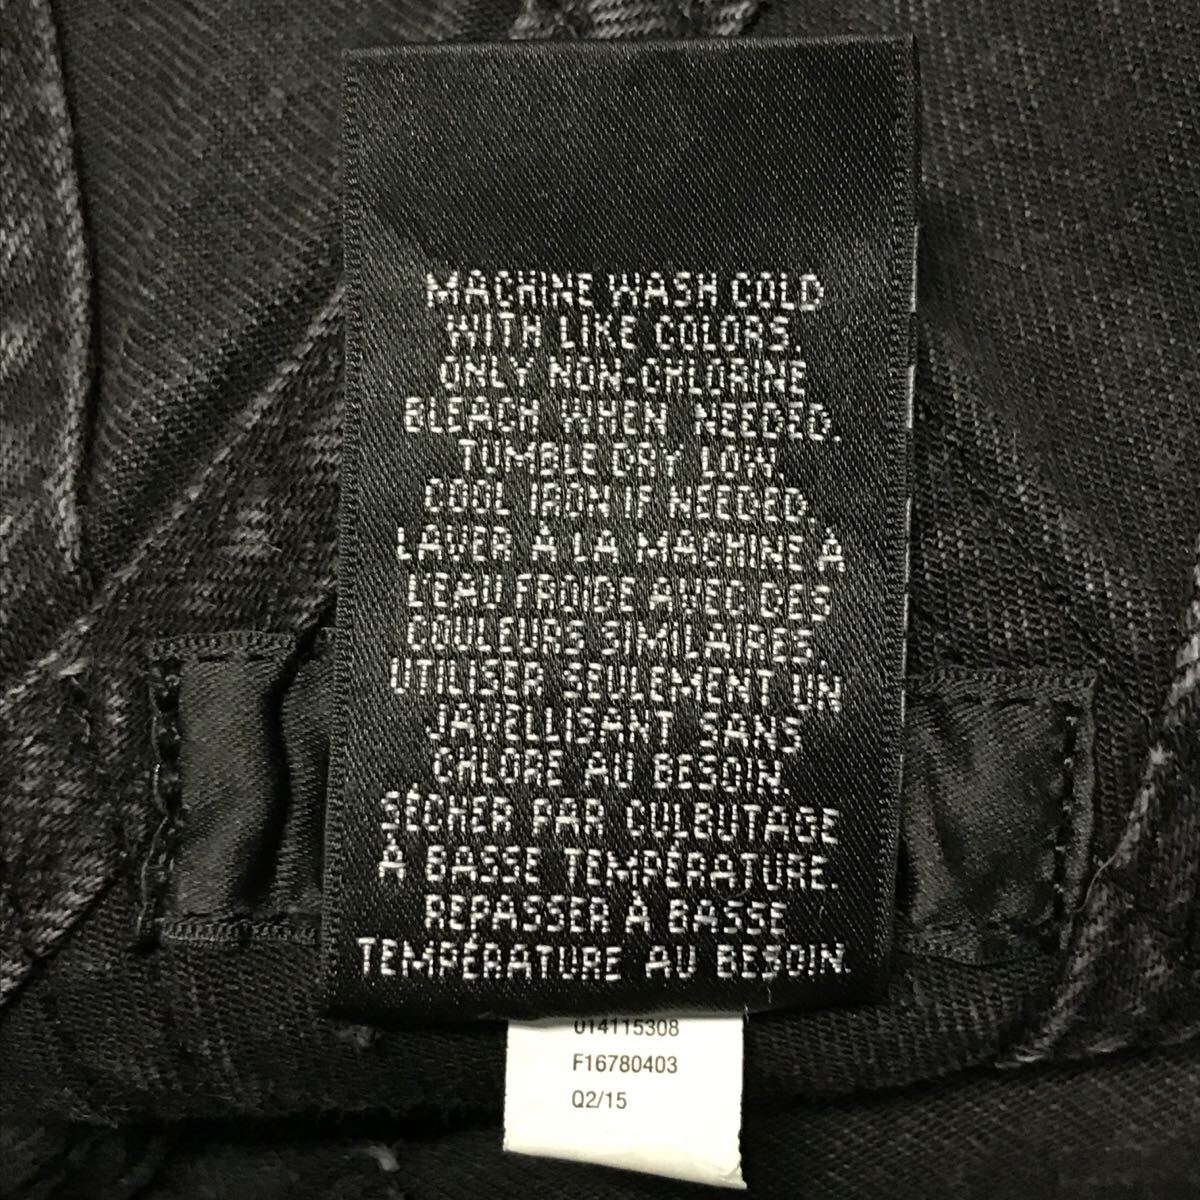 MACHINE WASH COLD
WITH LIKE COLORS.
ONLY NON-CHLORINE
BLEACH WHEN NEEDED.
TUMBLE DRY LOW.
COOL IRON IF NEEDED.
LAVER À LA MACHINE À
L'EAU FROIDE AVEC DES
COULEURS SIMILAIRES.
UTILISER SEULEMENT UN
JAVELLISANT SANS
CHLORE AU BESOIN.
SÉCHER PAR CULBUTAGE
À BASSE TEMPÉRATURE.
REPASSER À BASSE
TEMPÉRATURE AU BESOIN.
014115308
F16780403
Q2/15